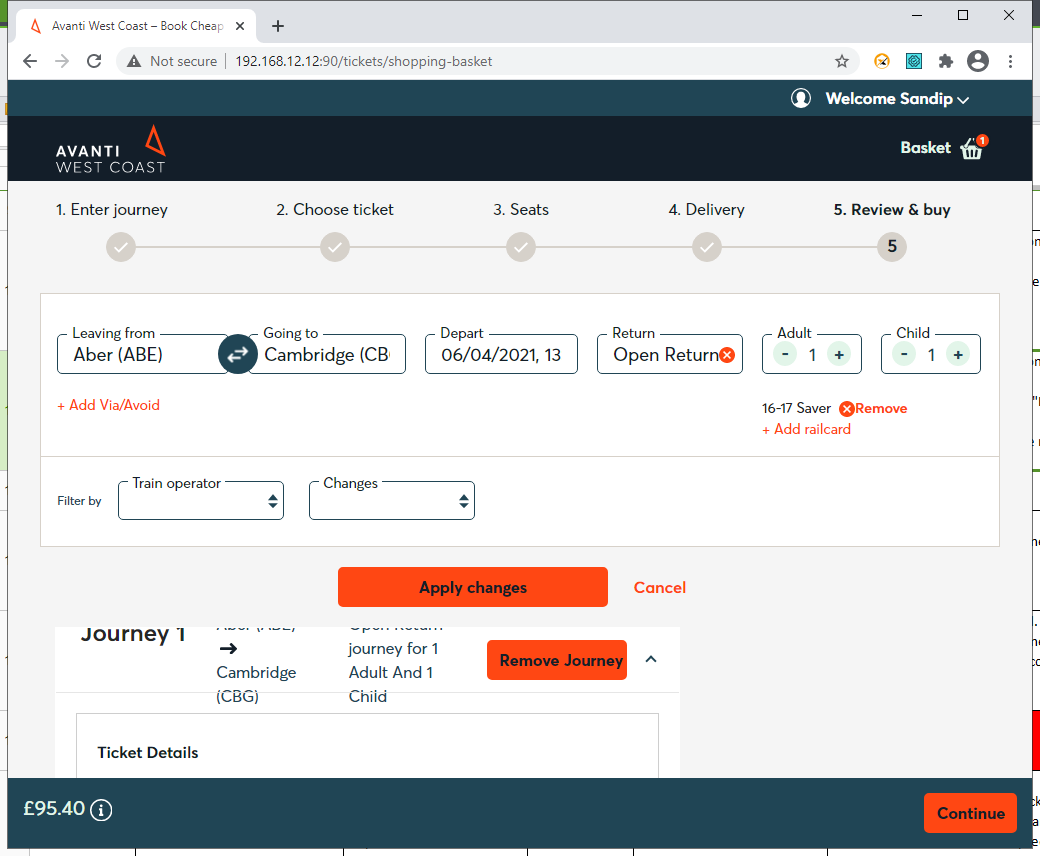 Avanti West Coast – Book Cheap
Not secure
192.168.12.12:90/tickets/shopping-basket
Welcome Sandip
AVANTI
WEST COAST
Basket
1
1. Enter journey
2. Choose ticket
3. Seats
4. Delivery
5. Review & buy
5
Leaving from
Aber (ABE)
Going to
Cambridge (CB
Depart
06/04/2021, 13
Return
Open Return
Adult
- 1 +
Child
- 1 +
+ Add Via/Avoid
16-17 Saver Remove
+ Add railcard
Filter by
Train operator
Changes
Apply changes
Cancel
Journey 1
Aber (ABE)
Cambridge
(CBG)
Open Return
journey for 1
Adult And 1
Child
Remove Journey
Ticket Details
£95.40
Continue